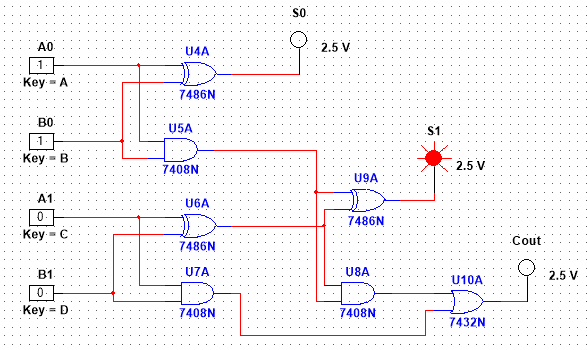 S0
2.5 V
A0
1
Key = A
U4A
7486N
B0
1
Key = B
U5A
7408N
S1
2.5 V
U9A
7486N
A1
0
Key = C
U6A
7486N
Cout
2.5 V
B1
0
Key = D
U7A
7408N
U8A
7408N
U10A
7432N